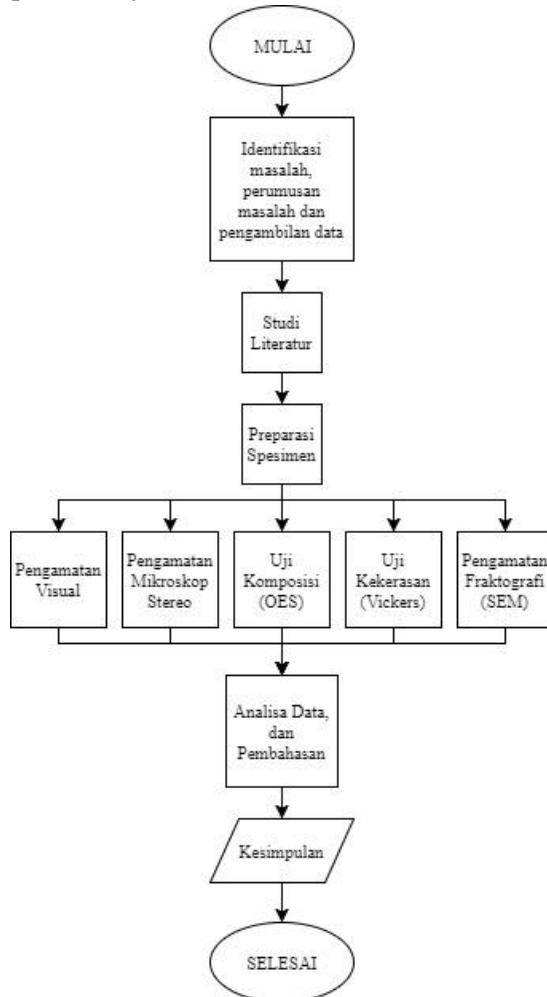 MULAI
Identifikasi
masalah,
perumusan
masalah dan
pengambilan data
Studi
Literatur
Preparasi
Spesimen
Pengamatan
Visual
Pengamatan
Mikroskop
Stereo
Uji
Komposisi
(OES)
Uji
Kekerasan
(Vickers)
Pengamatan
Fraktografi
(SEM)
Analisa Data,
dan
Pembahasan
Kesimpulan
SELESAI